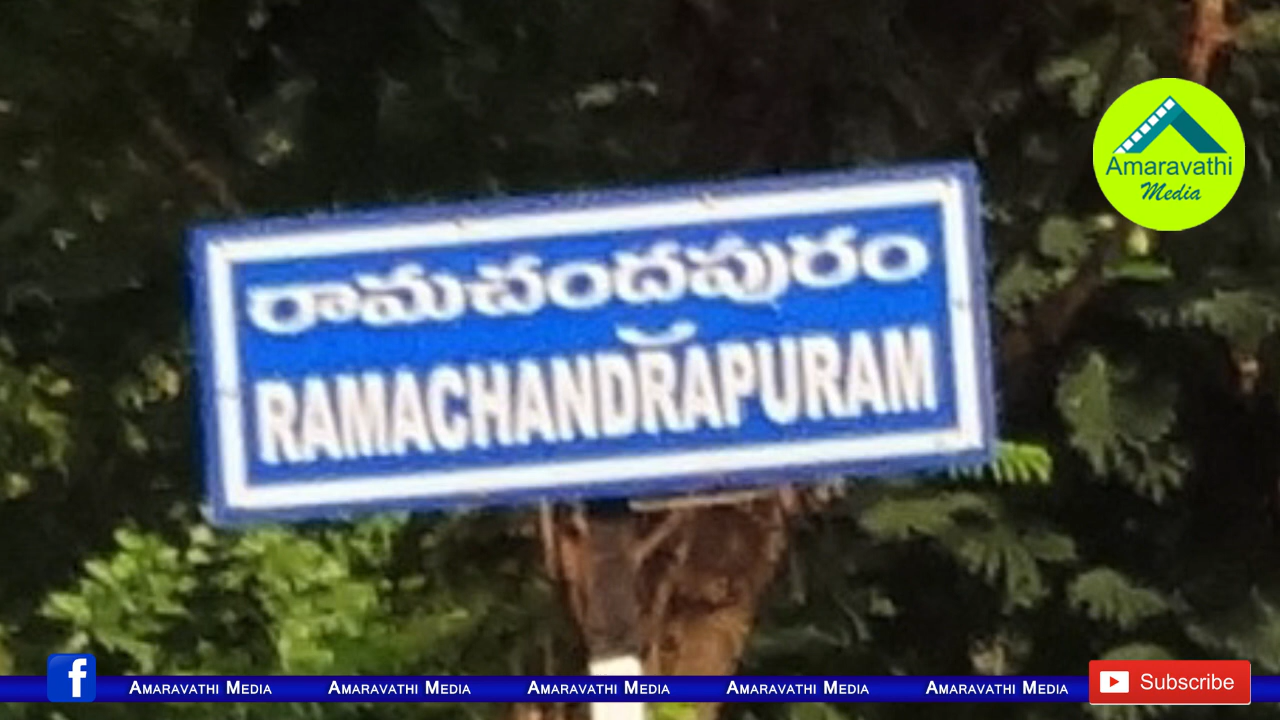 Amaravathi
Media
రామచంద్రపురం
RAMACHANDRAPURAM
f
Amaravathi Media Amaravathi Media Amaravathi Media Amaravathi Media Amaravathi Media
Subscribe